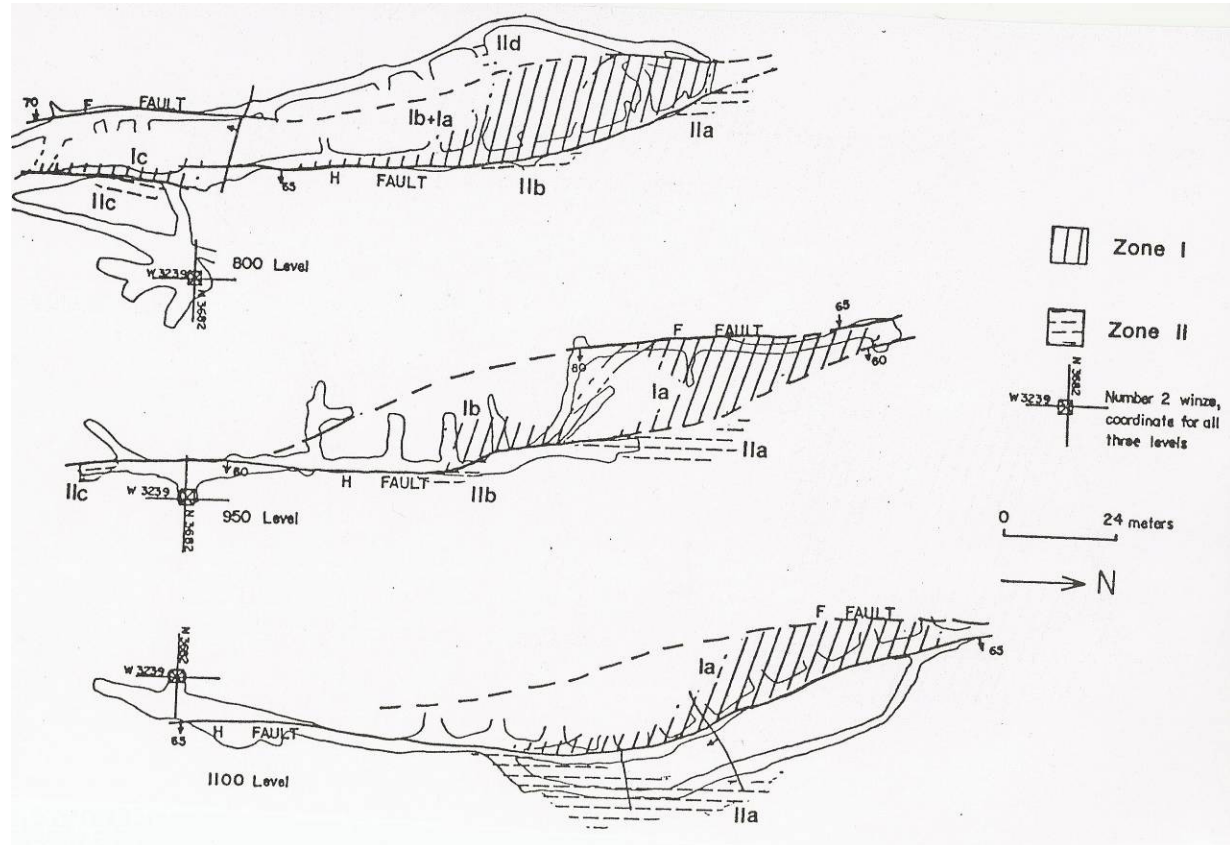 IId
70
F FAULT
Ib+Ia
IIa
Ic
65
H FAULT
IIb
IIc
800 Level
W 3239
N 3682
Zone I
Zone II
N 3682
W 3239
Number 2 winze,
coordinate for all
three levels
0 24 meters
N
65
F FAULT
80
60
Ia
Ib
IIa
IIc
60
H FAULT
IIb
W 3239
950 Level
N 3682
F FAULT
N 3682
Ia
W 3239
65
65
H FAULT
1100 Level
IIa